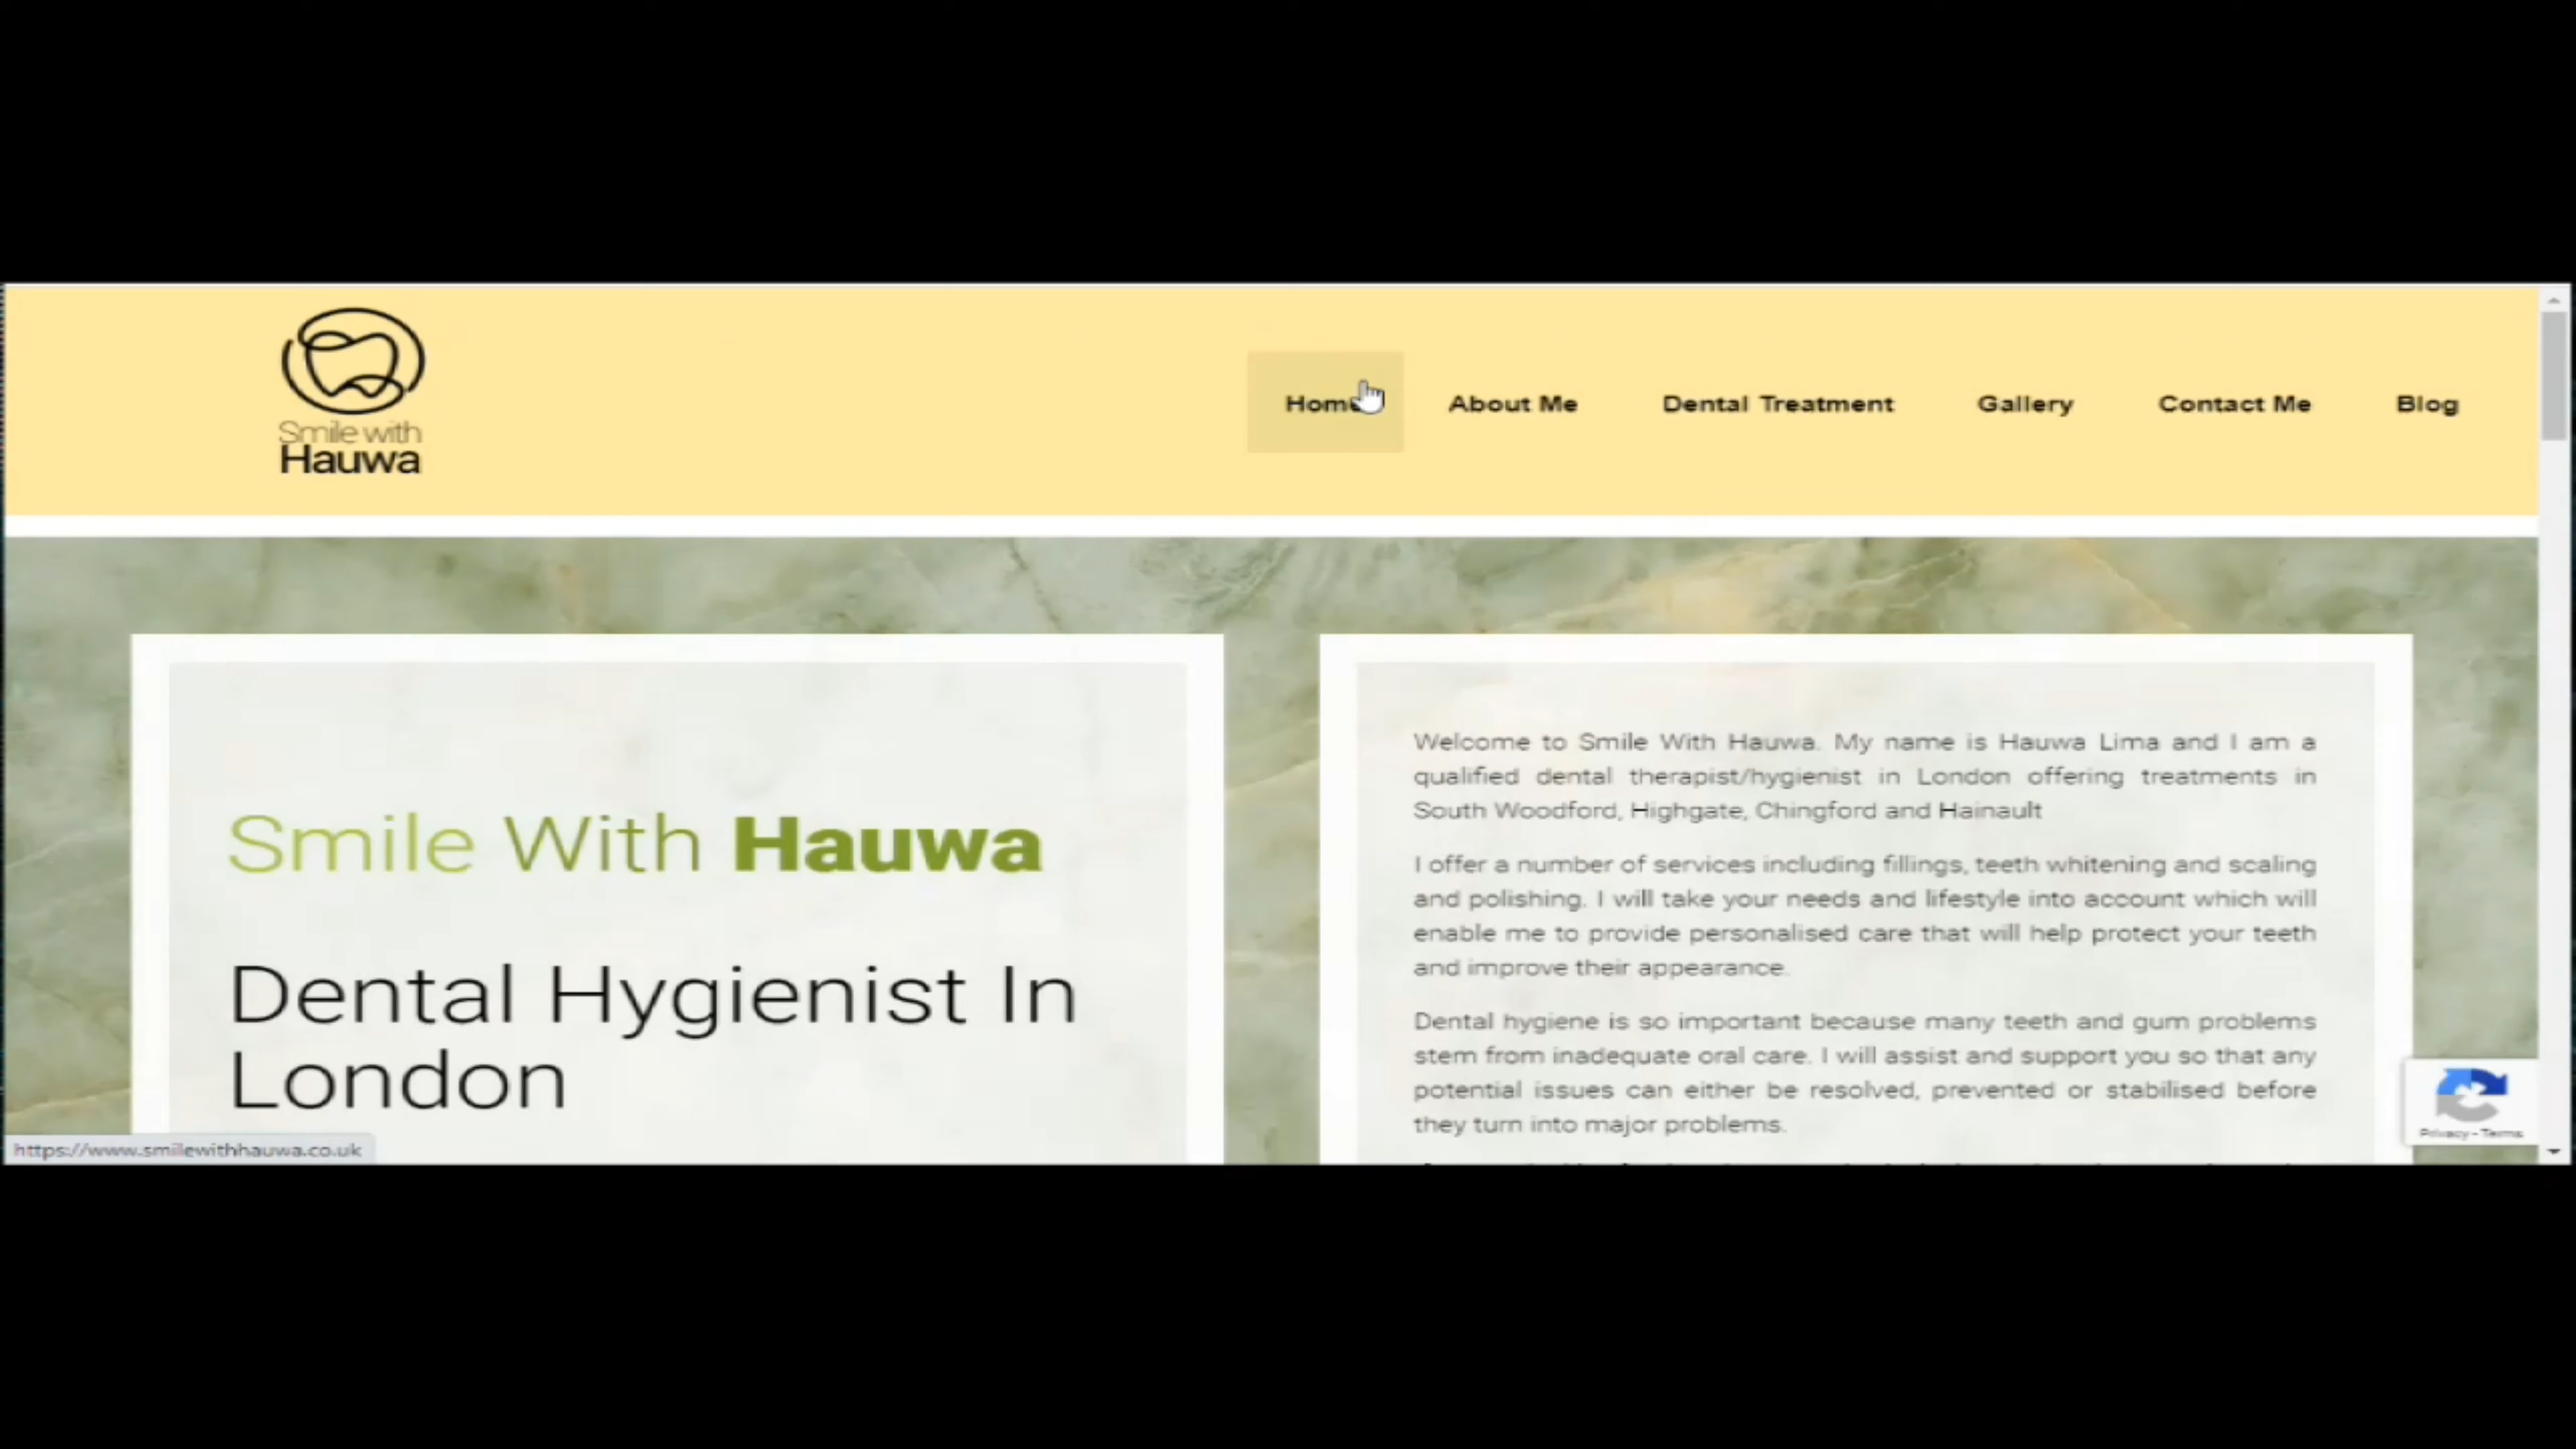 Smile with
Hauwa
Home
About Me
Dental Treatment
Gallery
Contact Me
Blog
Smile With Hauwa
Dental Hygienist In
London
Welcome to Smile With Hauwa. My name is Hauwa Lima and I am a
qualified dental therapist/hygienist in London offering treatments in
South Woodford, Highgate, Chingford and Hainault
I offer a number of services including fillings, teeth whitening and scaling
and polishing. I will take your needs and lifestyle into account which will
enable me to provide personalised care that will help protect your teeth
and improve their appearance.
Dental hygiene is so important because many teeth and gum problems
stem from inadequate oral care. I will assist and support you so that any
potential issues can either be resolved, prevented or stabilised before
they turn into major problems.
Privacy - Terms
https://www.smilewithhauwa.co.uk